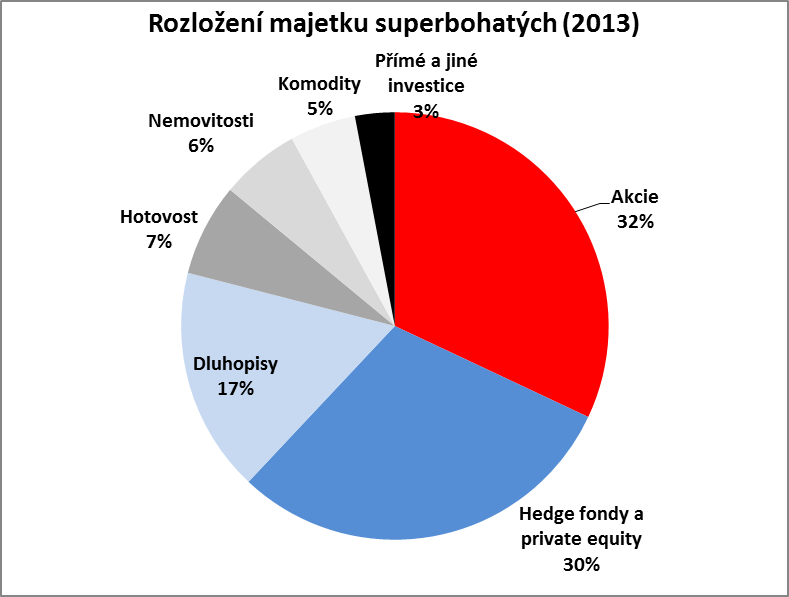 Rozložení majetku superbohatých (2013)
Přímé a jiné
investice
3%
Komodity
5%
Nemovitosti
6%
Hotovost
7%
Dluhopisy
17%
Akcie
32%
Hedge fondy a
private equity
30%